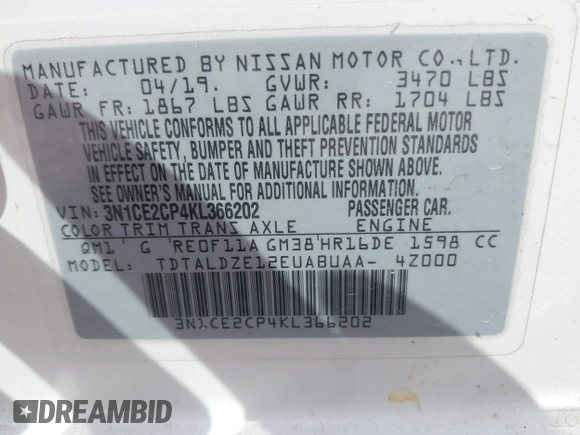 MANUFACTURED BY NISSAN MOTOR CO., LTD.
DATE: 04/19. GVWR: 3470 LBS
GAWR FR: 1867 LBS GAWR RR: 1704 LBS
THIS VEHICLE CONFORMS TO ALL APPLICABLE FEDERAL MOTOR
VEHICLE SAFETY, BUMPER AND THEFT PREVENTION STANDARDS
IN EFFECT ON THE DATE OF MANUFACTURE SHOWN ABOVE.
SEE OWNER'S MANUAL FOR ADDITIONAL INFORMATION.
VIN: 3N1CE2CP4KL366202 PASSENGER CAR.
COLOR TRIM TRANS AXLE ENGINE
QM1 G RE0F11A GM38 HR16DE 1598 CC
MODEL: TDTALDZE12EUA8UAA- 4Z000
3N1CE2CP4KL366202
DREAMBID